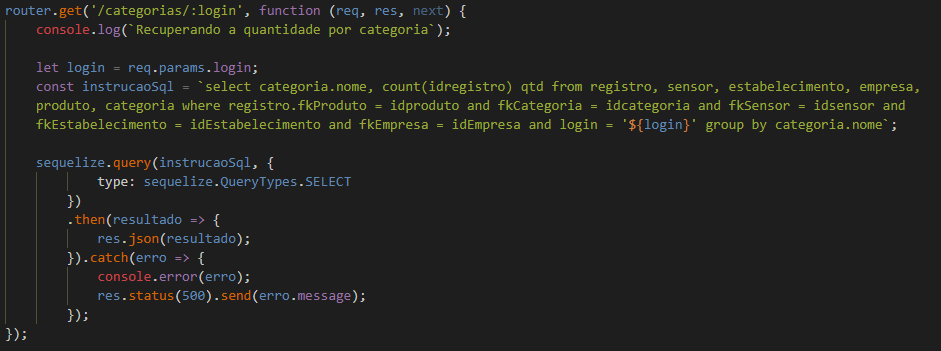 router.get('/categorias/:login', function (req, res, next) {
console.log(`Recuperando a quantidade por categoria`);
let login = req.params.login;
const instrucaoSql = `select categoria.nome, count(idregistro) qtd from registro, sensor, estabelecimento, empresa,
produto, categoria where registro.fkProduto = idproduto and fkCategoria = idcategoria and fkSensor = idsensor and
fkEstabelecimento = idEstabelecimento and fkEmpresa = idEmpresa and login = '${login}' group by categoria.nome`;
sequelize.query(instrucaoSql, {
type: sequelize.QueryTypes.SELECT
})
.then(resultado => {
res.json(resultado);
}).catch(erro => {
console.error(erro);
res.status(500).send(erro.message);
});
});